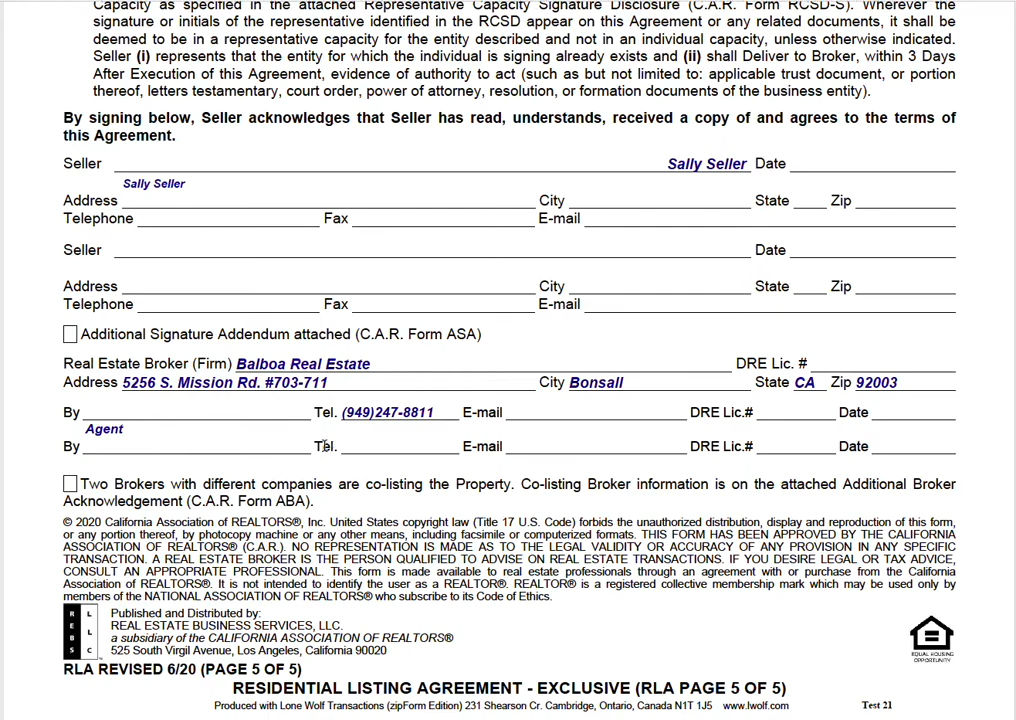 Capacity as specified in the attached Representative Capacity Signature Disclosure (C.A.R. Form RCSD-S). Wherever the
signature or initials of the representative identified in the RCSD appear on this Agreement or any related documents, it shall be
deemed to be in a representative capacity for the entity described and not in an individual capacity, unless otherwise indicated.
Seller (i) represents that the entity for which the individual is signing already exists and (ii) shall Deliver to Broker, within 3 Days
After Execution of this Agreement, evidence of authority to act (such as but not limited to: applicable trust document, or portion
thereof, letters testamentary, court order, power of attorney, resolution, or formation documents of the business entity).
By signing below, Seller acknowledges that Seller has read, understands, received a copy of and agrees to the terms of
this Agreement.
Seller Sally Seller Date
Sally Seller
Address City State Zip
Telephone Fax E-mail
Seller Date
Address City State Zip
Telephone Fax E-mail
Additional Signature Addendum attached (C.A.R. Form ASA)
Real Estate Broker (Firm) Balboa Real Estate DRE Lic. #
Address 5256 S. Mission Rd. #703-711 City Bonsall State CA Zip 92003
By Tel. (949)247-8811 E-mail DRE Lic.# Date
Agent
By Tel. E-mail DRE Lic.# Date
Two Brokers with different companies are co-listing the Property. Co-listing Broker information is on the attached Additional Broker
Acknowledgement (C.A.R. Form ABA).
© 2020 California Association of REALTORS®, Inc. United States copyright law (Title 17 U.S. Code) forbids the unauthorized distribution, display and reproduction of this form,
or any portion thereof, by photocopy machine or any other means, including facsimile or computerized formats. THIS FORM HAS BEEN APPROVED BY THE CALIFORNIA
ASSOCIATION OF REALTORS® (C.A.R.). NO REPRESENTATION IS MADE AS TO THE LEGAL VALIDITY OR ACCURACY OF ANY PROVISION IN ANY SPECIFIC
TRANSACTION. A REAL ESTATE BROKER IS THE PERSON QUALIFIED TO ADVISE ON REAL ESTATE TRANSACTIONS. IF YOU DESIRE LEGAL OR TAX ADVICE,
CONSULT AN APPROPRIATE PROFESSIONAL. This form is made available to real estate professionals through an agreement with or purchase from the California
Association of REALTORS®. It is not intended to identify the user as a REALTOR®. REALTOR® is a registered collective membership mark which may be used only by
members of the NATIONAL ASSOCIATION OF REALTORS® who subscribe to its Code of Ethics.
R E B S L L C
Published and Distributed by:
REAL ESTATE BUSINESS SERVICES, LLC.
a subsidiary of the CALIFORNIA ASSOCIATION OF REALTORS®
525 South Virgil Avenue, Los Angeles, California 90020
EQUAL HOUSING
OPPORTUNITY
RLA REVISED 6/20 (PAGE 5 OF 5)
RESIDENTIAL LISTING AGREEMENT - EXCLUSIVE (RLA PAGE 5 OF 5)
Produced with Lone Wolf Transactions (zipForm Edition) 231 Shearson Cr. Cambridge, Ontario, Canada N1T 1J5 www.lwolf.com Test 21